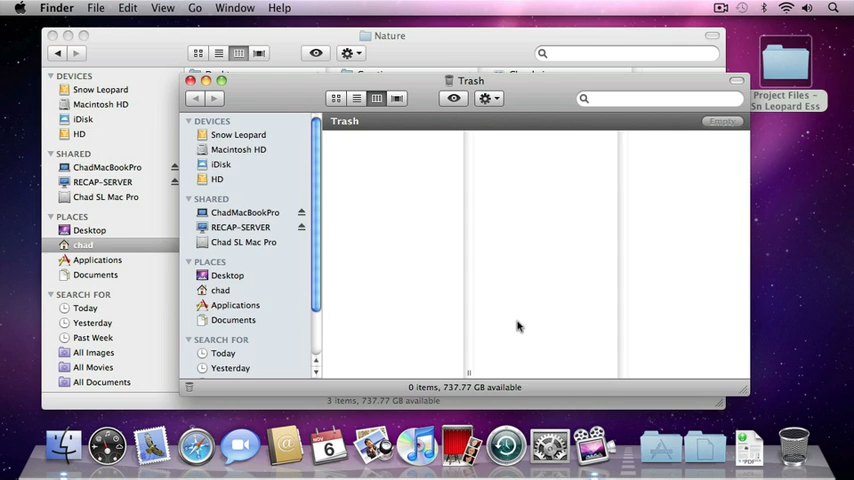 Finder File Edit View Go Window Help
Nature
DEVICES
Snow Leopard
Macintosh HD
iDisk
HD
SHARED
ChadMacBookPro
RECAP-SERVER
Chad SL Mac Pro
PLACES
Desktop
chad
Applications
Documents
SEARCH FOR
Today
Yesterday
Past Week
All Images
All Movies
All Documents
3 items, 737.77 GB available
Trash
Trash
Empty
DEVICES
Snow Leopard
Macintosh HD
iDisk
HD
SHARED
ChadMacBookPro
RECAP-SERVER
Chad SL Mac Pro
PLACES
Desktop
chad
Applications
Documents
SEARCH FOR
Today
Yesterday
0 items, 737.77 GB available
Project Files –
Sn Leopard Ess
NOV
6
PDF